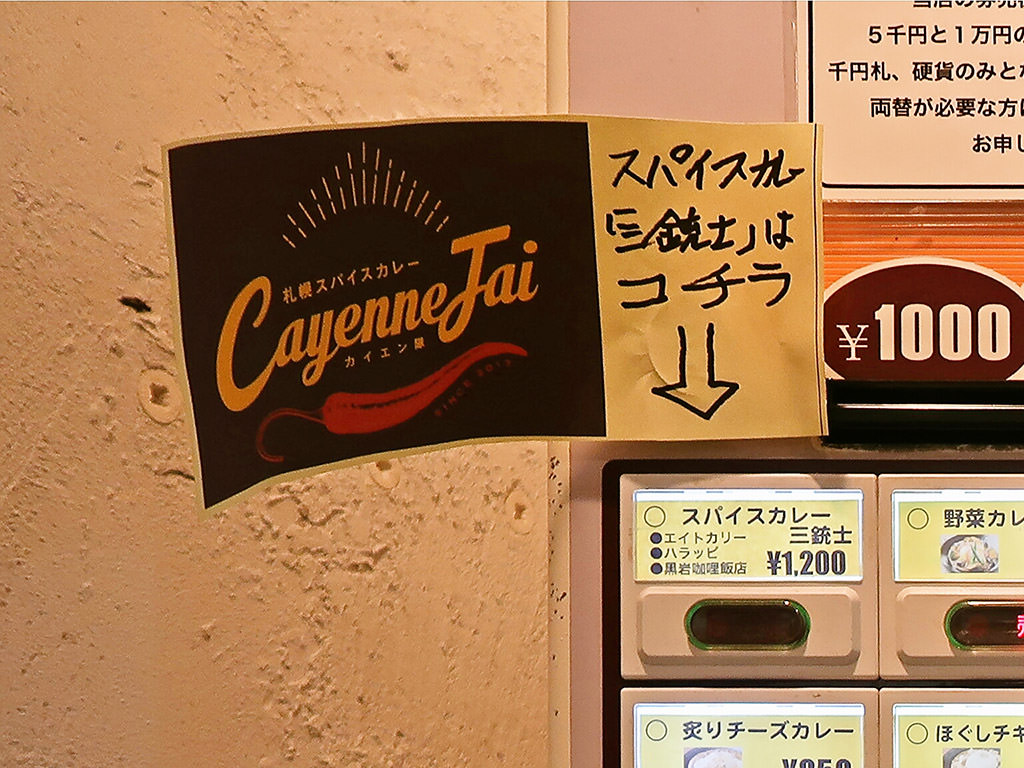 ５千円と１万円の
千円札、硬貨のみと
両替が必要な方は
お申し
札幌スパイスカレー
CayenneJai
カイエン獄
SINCE 2013
スパイスカレー
「三銃士」は
コチラ
¥1000
スパイスカレー
三銃士
●エイトカリー
●ハラッピ
●黒岩咖喱飯店
¥1,200
野菜カレ
炙りチーズカレー
¥950
ほぐしチキ